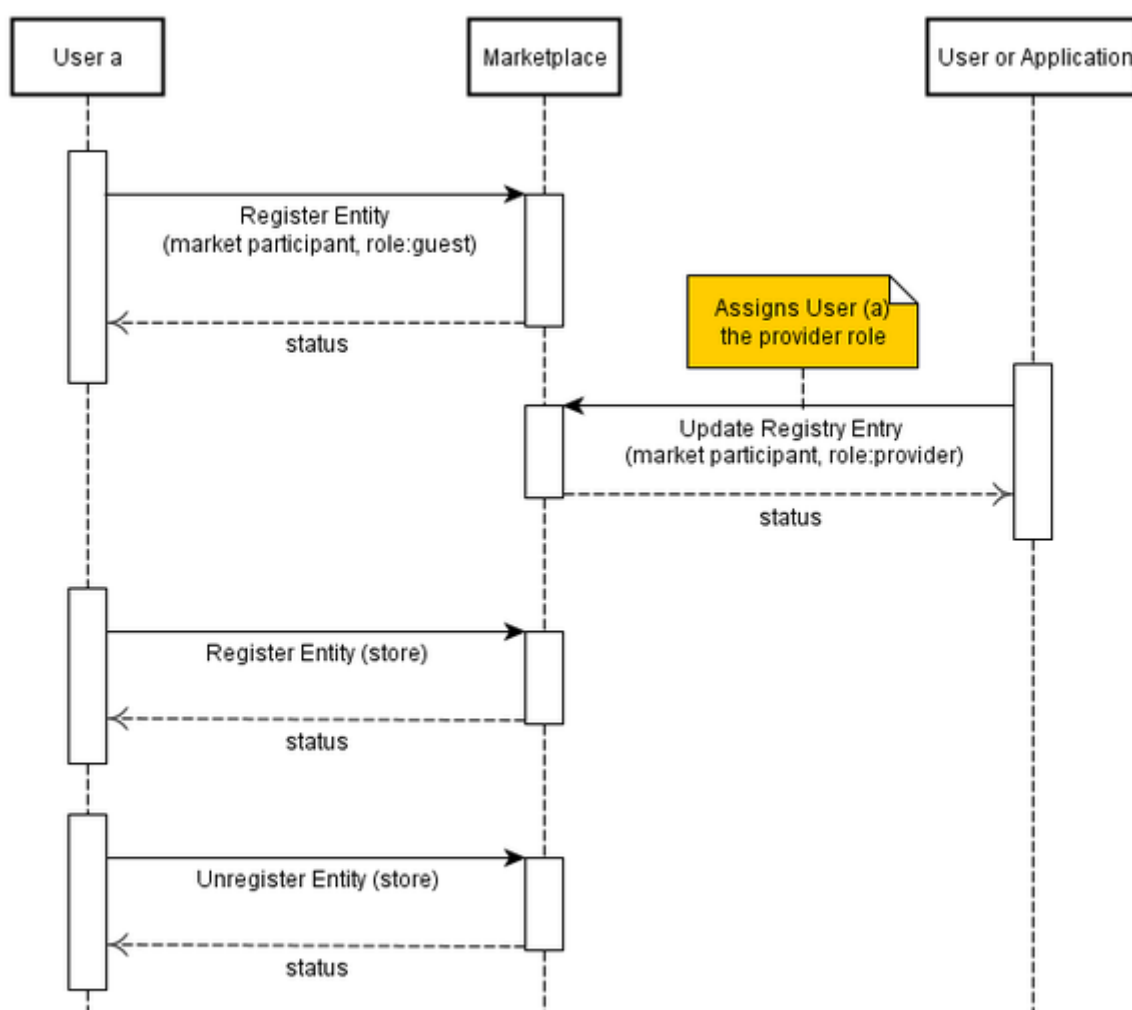 User a
Marketplace
User or Application
Register Entity
(market participant, role:guest)
status
Assigns User (a)
the provider role
Update Registry Entry
(market participant, role:provider)
status
Register Entity (store)
status
Unregister Entity (store)
status